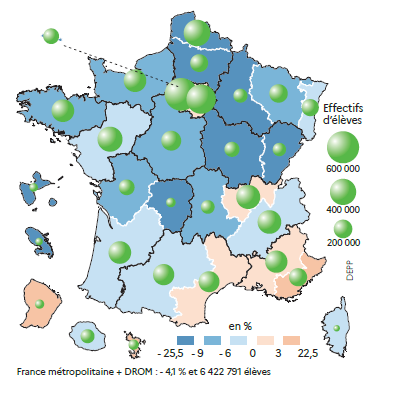 Effectifs
d'élèves
600 000
400 000
200 000
DEPP
en %
- 25,5 - 9 - 6 0 3 22,5
France métropolitaine + DROM : - 4,1 % et 6 422 791 élèves